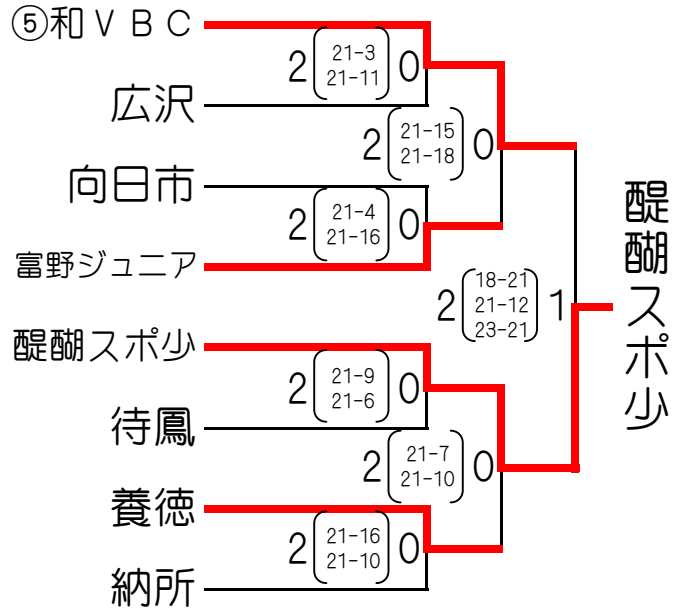 ⑤和ＶＢＣ
2 21-3 0
21-11
広沢
2 21-15 0
21-18
向日市
2 21-4 0
21-16
富野ジュニア
醍醐スポ少
2 18-21 1
21-12
23-21
醍醐スポ少
2 21-9 0
21-6
待鳳
2 21-7 0
21-10
養徳
2 21-16 0
21-10
納所